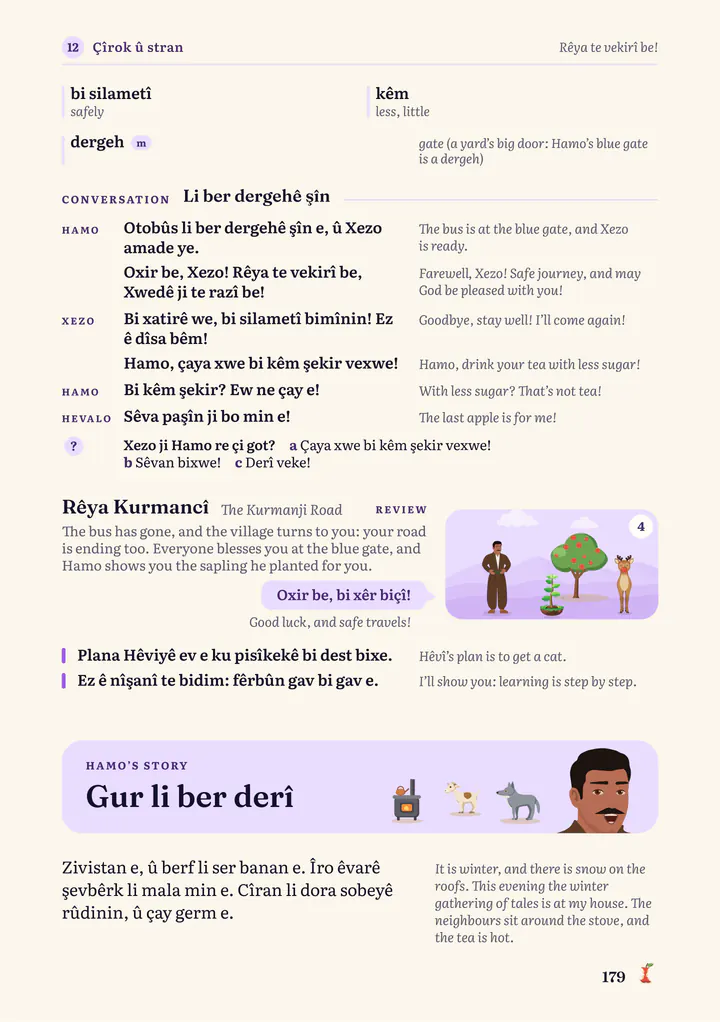 12 Çîrok û stran
Rêya te vekirî be!
bi silametî
safely
kêm
less, little
dergeh m
gate (a yard’s big door: Hamo’s blue gate
is a dergeh)
CONVERSATION Li ber dergehê şîn
HAMO Otobûs li ber dergehê şîn e, û Xezo
amade ye.
The bus is at the blue gate, and Xezo
is ready.
Oxir be, Xezo! Rêya te vekirî be,
Xwedê ji te razî be!
Farewell, Xezo! Safe journey, and may
God be pleased with you!
XEZO Bi xatirê we, bi silametî bimînin! Ez
ê dîsa bêm!
Goodbye, stay well! I’ll come again!
Hamo, çaya xwe bi kêm şekir vexwe!
Hamo, drink your tea with less sugar!
HAMO Bi kêm şekir? Ew ne çay e!
With less sugar? That’s not tea!
HEVALO Sêva paşîn ji bo min e!
The last apple is for me!
? Xezo ji Hamo re çi got? a Çaya xwe bi kêm şekir vexwe!
b Sêvan bixwe! c Derî veke!
Rêya Kurmancî The Kurmanji Road REVIEW
The bus has gone, and the village turns to you: your road
is ending too. Everyone blesses you at the blue gate, and
Hamo shows you the sapling he planted for you.
4
Oxir be, bi xêr biçî!
Good luck, and safe travels!
Plana Hêviyê ev e ku pisîkekê bi dest bixe.
Hêvî’s plan is to get a cat.
Ez ê nîşanî te bidim: fêrbûn gav bi gav e.
I’ll show you: learning is step by step.
HAMO’S STORY
Gur li ber derî
Zivistan e, û berf li ser banan e. Îro êvarê
şevbêrk li mala min e. Cîran li dora sobeyê
rûdinin, û çay germ e.
It is winter, and there is snow on the
roofs. This evening the winter
gathering of tales is at my house. The
neighbours sit around the stove, and
the tea is hot.
179